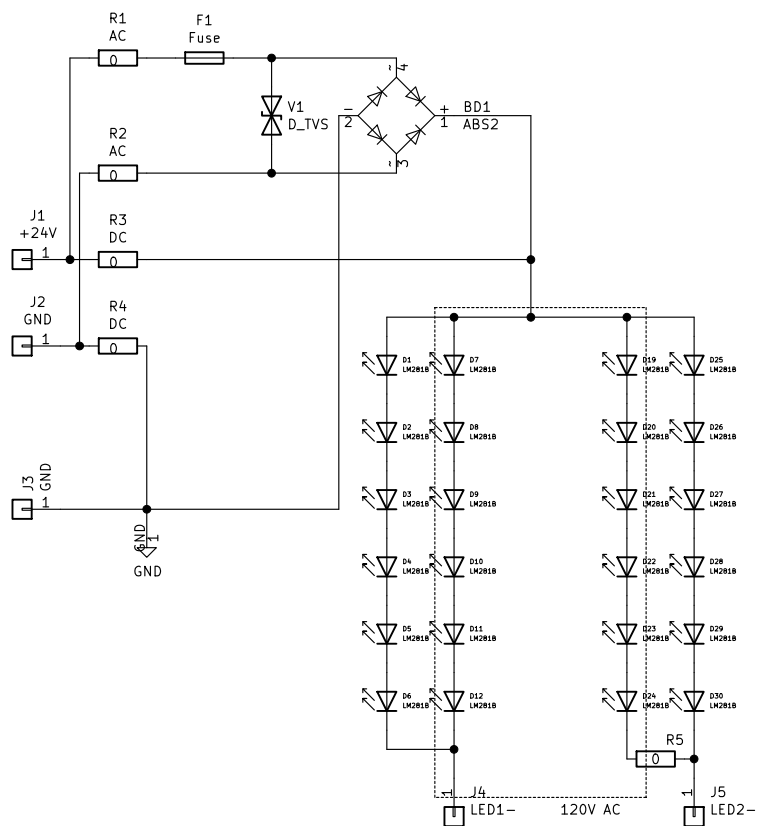 R1
AC
0
F1
Fuse
V1
D_TVS
~
4
-
2
+
1
BD1
ABS2
~
3
R2
AC
0
J1
+24V
1
R3
DC
0
J2
GND
1
R4
DC
0
J3
GND
1
GND
1
GND
D1
LM281B
D7
LM281B
D19
LM281B
D25
LM281B
D2
LM281B
D8
LM281B
D20
LM281B
D26
LM281B
D3
LM281B
D9
LM281B
D21
LM281B
D27
LM281B
D4
LM281B
D10
LM281B
D22
LM281B
D28
LM281B
D5
LM281B
D11
LM281B
D23
LM281B
D29
LM281B
D6
LM281B
D12
LM281B
D24
LM281B
D30
LM281B
R5
0
1
J4
LED1-
120V AC
1
J5
LED2-